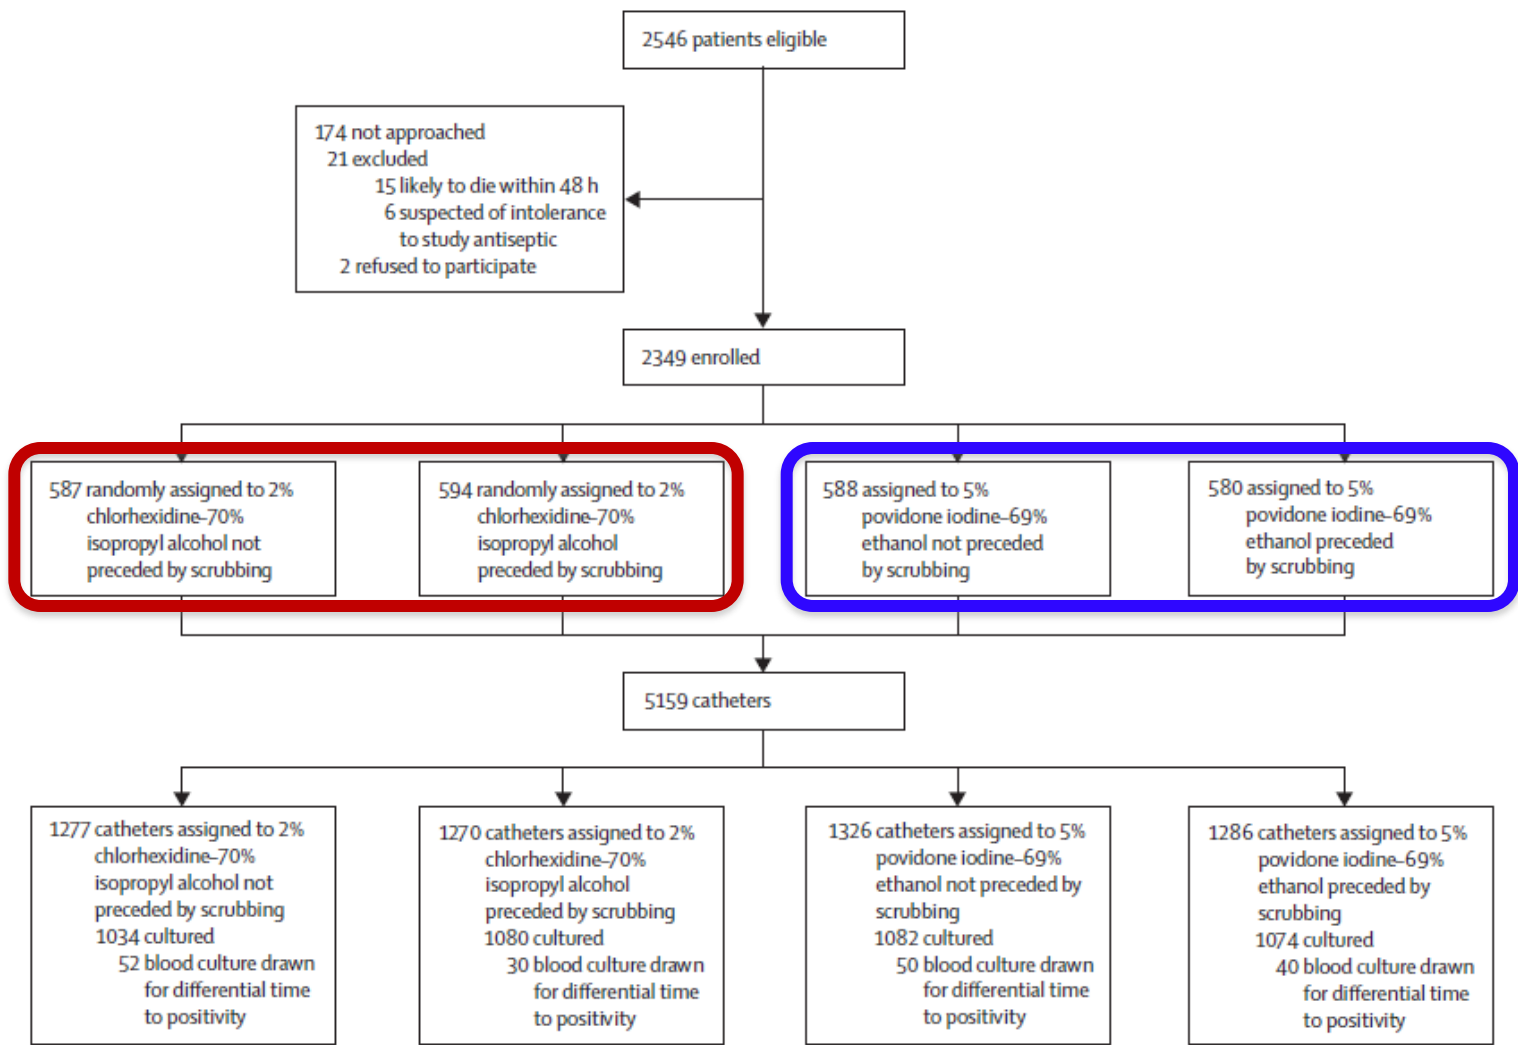 2546 patients eligible
174 not approached
21 excluded
15 likely to die within 48 h
6 suspected of intolerance
to study antiseptic
2 refused to participate
2349 enrolled
587 randomly assigned to 2%
chlorhexidine–70%
isopropyl alcohol not
preceded by scrubbing
594 randomly assigned to 2%
chlorhexidine–70%
isopropyl alcohol
preceded by scrubbing
588 assigned to 5%
povidone iodine–69%
ethanol not preceded
by scrubbing
580 assigned to 5%
povidone iodine–69%
ethanol preceded
by scrubbing
5159 catheters
1277 catheters assigned to 2%
chlorhexidine–70%
isopropyl alcohol not
preceded by scrubbing
1034 cultured
52 blood culture drawn
for differential time
to positivity
1270 catheters assigned to 2%
chlorhexidine–70%
isopropyl alcohol
preceded by scrubbing
1080 cultured
30 blood culture drawn
for differential time
to positivity
1326 catheters assigned to 5%
povidone iodine–69%
ethanol not preceded by
scrubbing
1082 cultured
50 blood culture drawn
for differential time
to positivity
1286 catheters assigned to 5%
povidone iodine–69%
ethanol preceded by
scrubbing
1074 cultured
40 blood culture drawn
for differential time
to positivity